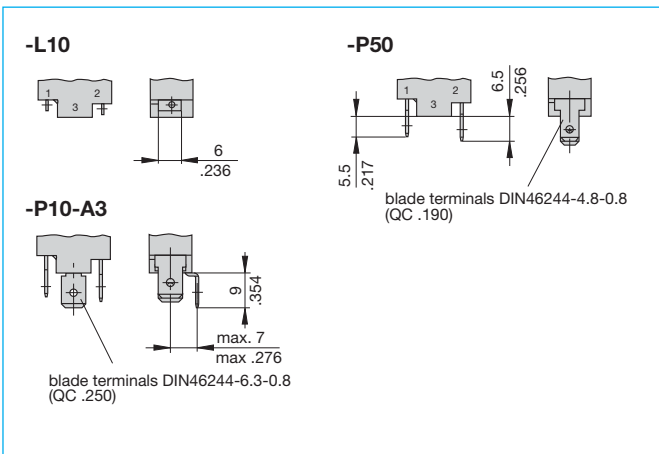 -L10
1 2
3
6
.236
-P50
1 2
3
5.5
.217
6.5
.256
blade terminals DIN46244-4.8-0.8
(QC .190)
-P10-A3
9
.354
max. 7
max .276
blade terminals DIN46244-6.3-0.8
(QC .250)